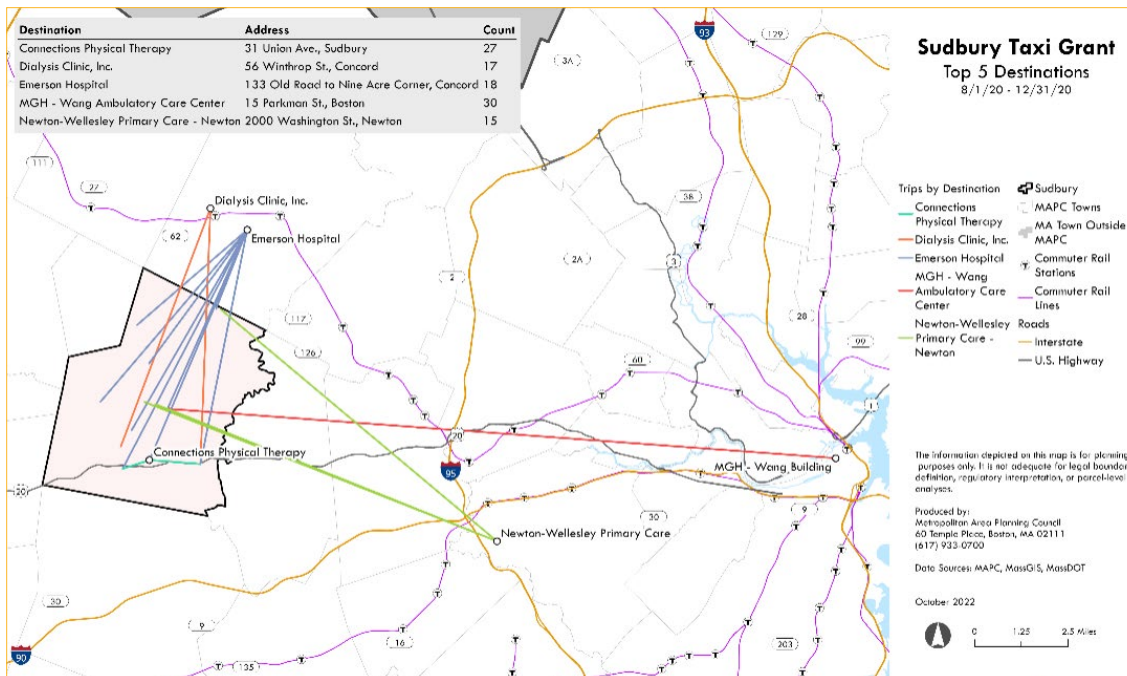 Destination Address Count
Connections Physical Therapy 31 Union Ave., Sudbury 27
Dialysis Clinic, Inc. 56 Winthrop St., Concord 17
Emerson Hospital 133 Old Road to Nine Acre Corner, Concord 18
MGH - Wang Ambulatory Care Center 15 Parkman St., Boston 30
Newton-Wellesley Primary Care - Newton 2000 Washington St., Newton 15
Sudbury Taxi Grant
Top 5 Destinations
8/1/20 - 12/31/20
93
129
3A
111
27
38
Dialysis Clinic, Inc.
62
Emerson Hospital
2
2A
3
117
126
28
60
99
1
20
95
Connections Physical Therapy
MGH - Wang Building
20
9
30
Newton-Wellesley Primary Care
30
9
16
90
135
203
Trips by Destination
Connections
Physical Therapy
Dialysis Clinic, Inc.
Emerson Hospital
MGH - Wang
Ambulatory Care
Center
Newton-Wellesley
Primary Care -
Newton
Sudbury
MAPC Towns
MA Town Outside
MAPC
Commuter Rail
Stations
Commuter Rail
Lines
Roads
Interstate
U.S. Highway
The information depicted on this map is for planning
purposes only. It is not adequate for legal boundar
definition, regulatory interpretation, or parcel-level
analyses.
Produced by:
Metropolitan Area Planning Council
60 Temple Place, Boston, MA 02111
(617) 933-0700
Data Sources: MAPC, MassGIS, MassDOT
October 2022
0 1.25 2.5 Miles